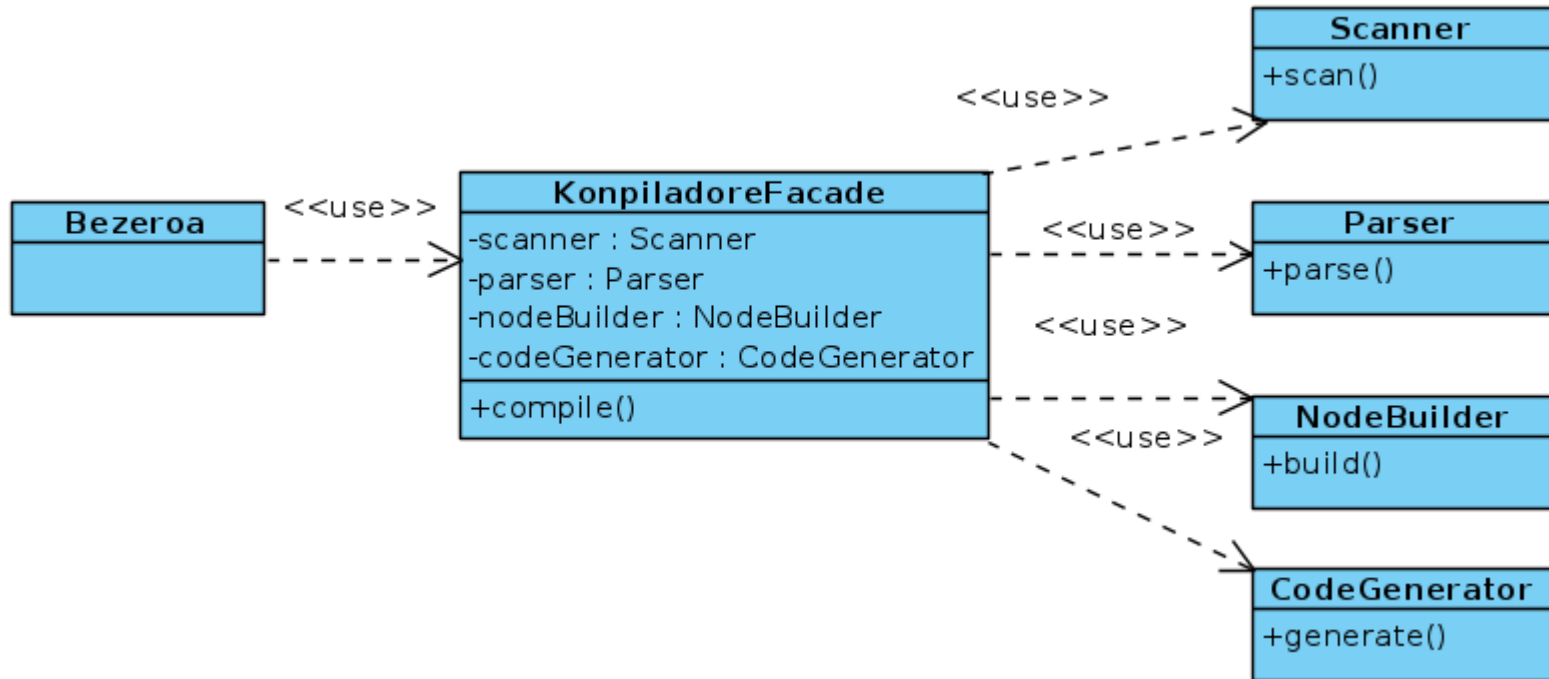 Bezeroa
<<use>>
KonpiladoreFacade
-scanner : Scanner
-parser : Parser
-nodeBuilder : NodeBuilder
-codeGenerator : CodeGenerator
+compile()
<<use>>
Scanner
+scan()
<<use>>
Parser
+parse()
<<use>>
NodeBuilder
+build()
<<use>>
CodeGenerator
+generate()